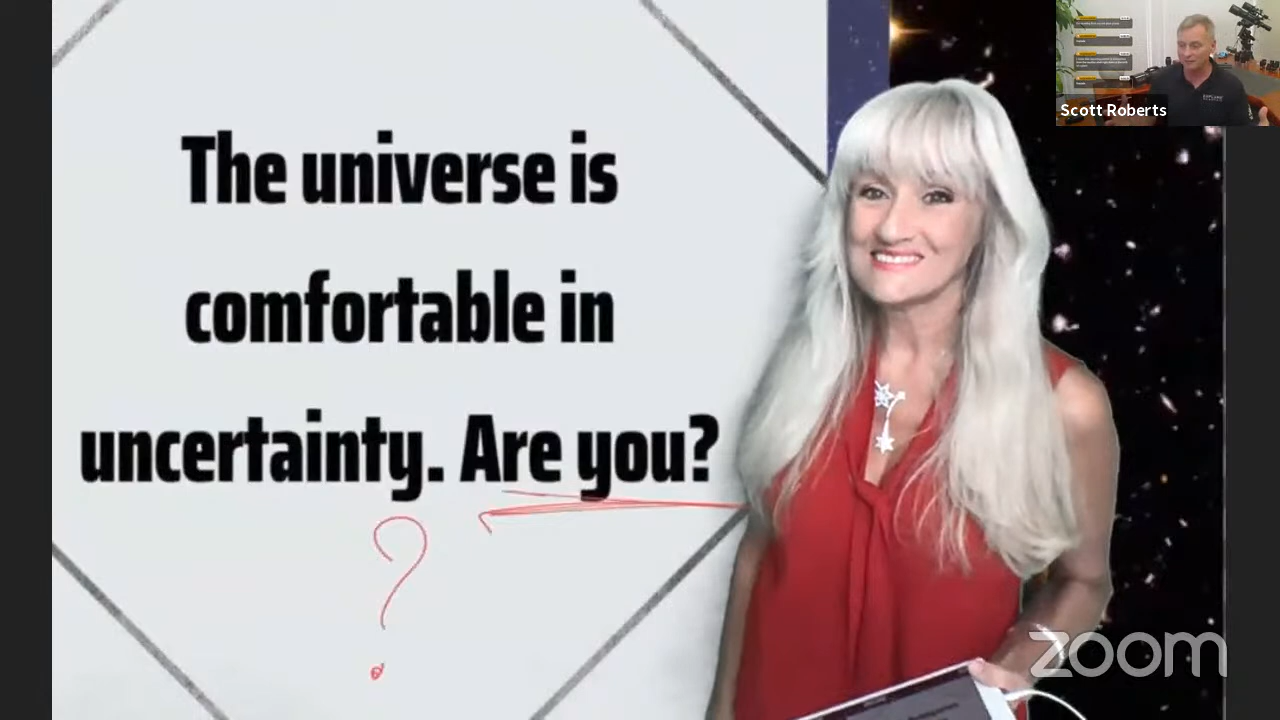 The universe is
comfortable in
uncertainty. Are you?
?
Scott Roberts
zoom